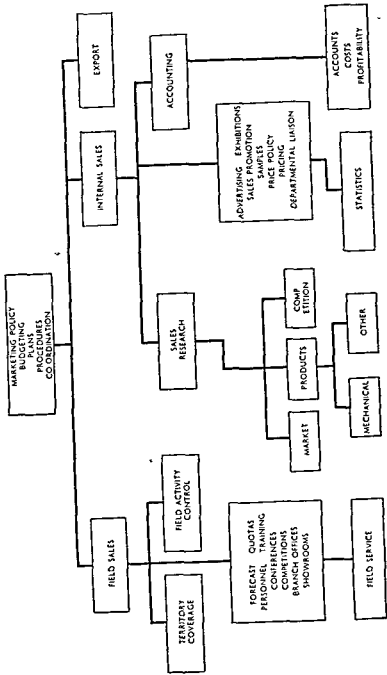 MARKETING POLICY
BUDGETING
PLANS
PROCEDURES
CO ORDINATION
FIELD SALES
INTERNAL SALES
EXPORT
TERRITORY
COVERAGE
FIELD ACTIVITY
CONTROL
SALES
RESEARCH
ACCOUNTING
FORECAST QUOTAS
PERSONNEL TRAINING
CONFERENCES
COMPETITIONS
BRANCH OFFICES
SHOWROOMS
MARKET
PRODUCTS
COMP
ETITION
ADVERTISING EXHIBITIONS
SALES PROMOTION
SAMPLES
PRICE POLICY
PRICING
DEPARTMENTAL LIAISON
ACCOUNTS
COSTS
PROFITABILITY
FIELD SERVICE
MECHANICAL
OTHER
STATISTICS